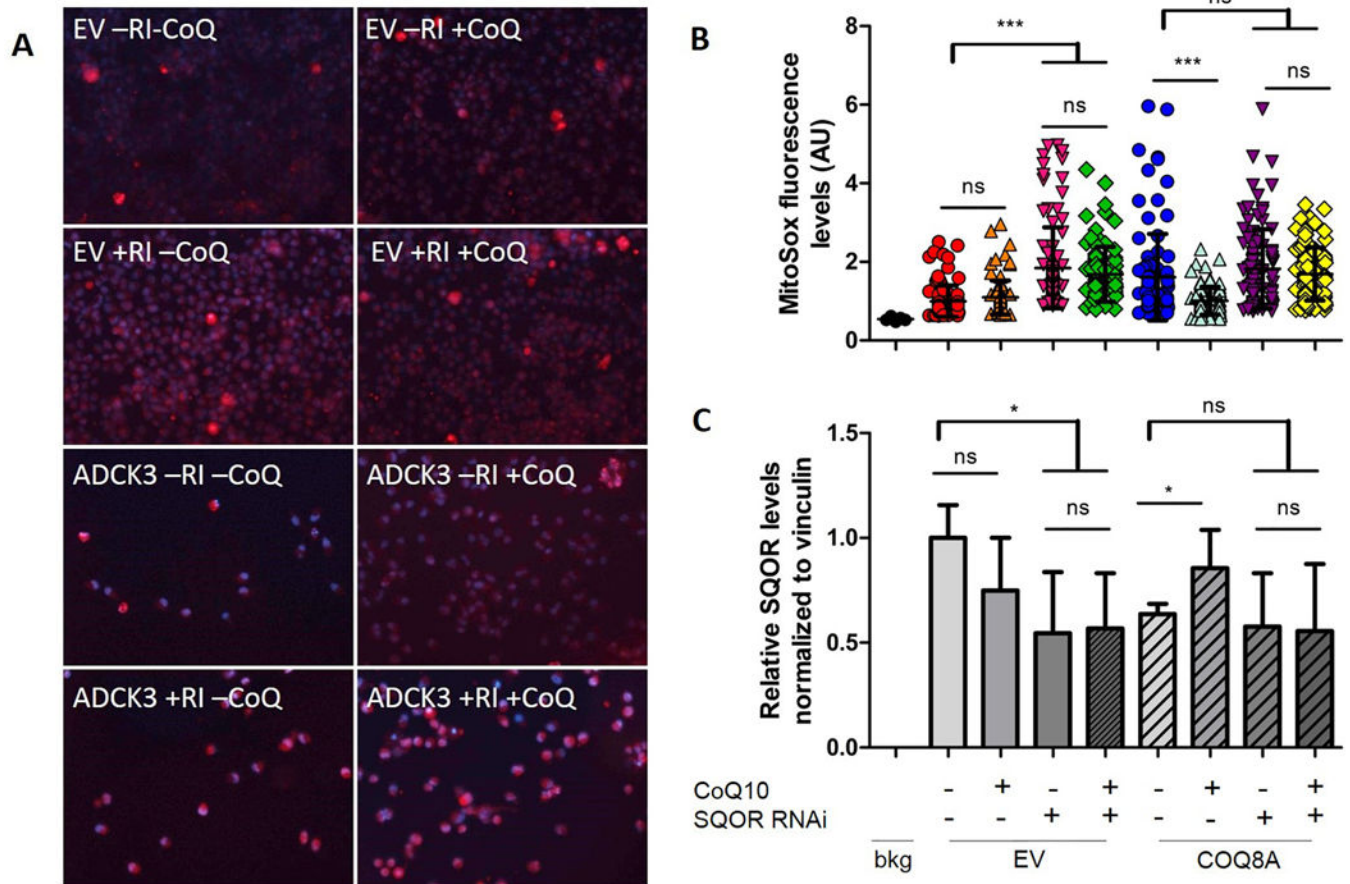 A
EV –RI-CoQ
EV –RI +CoQ
EV +RI –CoQ
EV +RI +CoQ
ADCK3 –RI –CoQ
ADCK3 –RI +CoQ
ADCK3 +RI –CoQ
ADCK3 +RI +CoQ
B
MitoSox fluorescence
levels (AU)
8
6
4
2
0
ns
***
ns
ns
***
ns
C
Relative SQOR levels
normalized to vinculin
1.5
1.0
0.5
0.0
*
ns
ns
ns
*
ns
CoQ10 - + - + - + - +
SQOR RNAi - - + + - - + +
bkg EV COQ8A